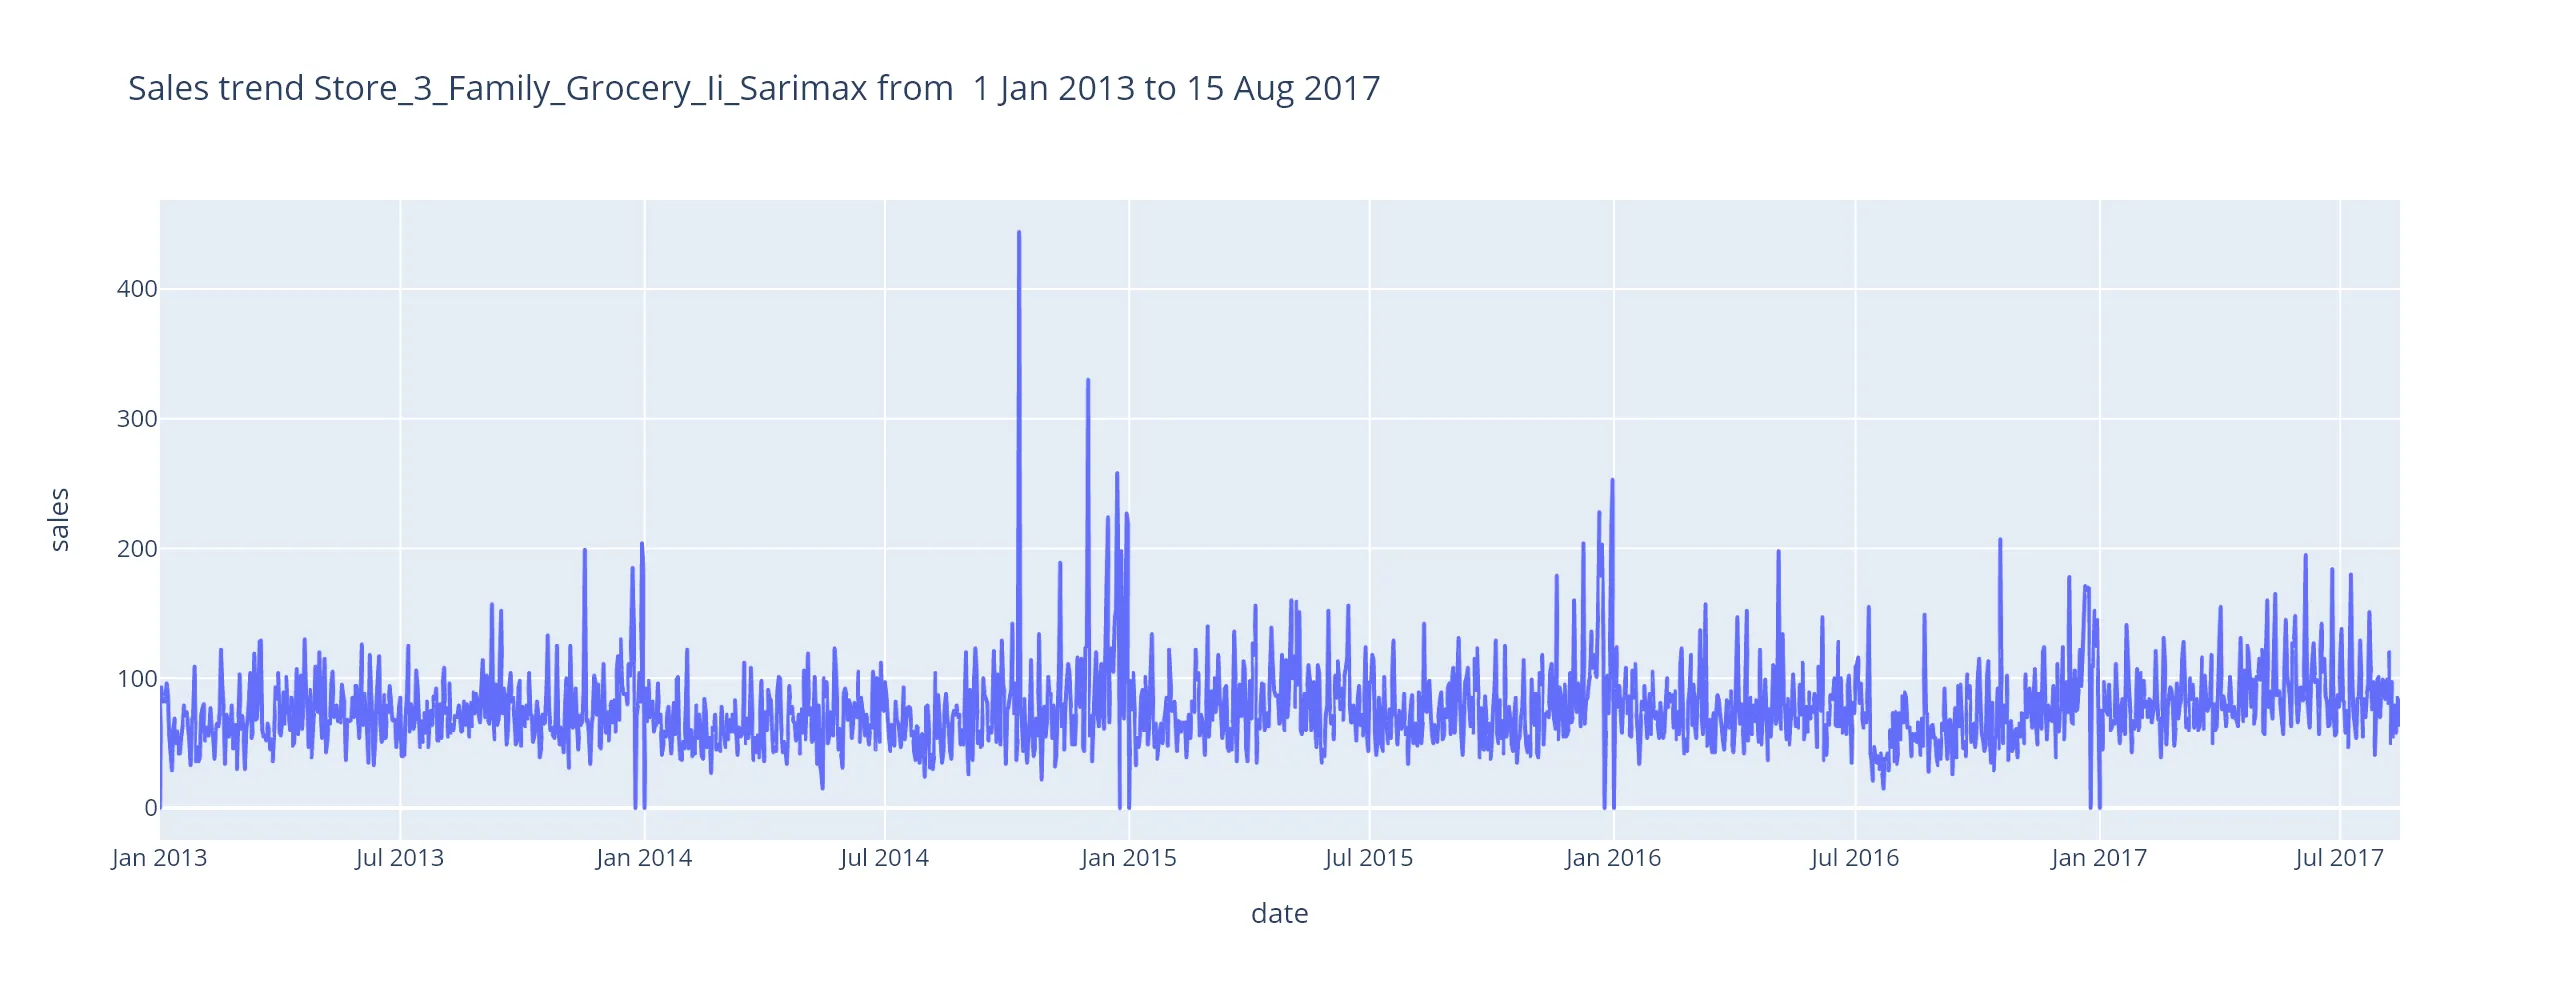 Sales trend Store_3_Family_Grocery_Ii_Sarimax from  1 Jan 2013 to 15 Aug 2017
400
300
200
100
0
sales
Jan 2013 Jul 2013 Jan 2014 Jul 2014 Jan 2015 Jul 2015 Jan 2016 Jul 2016 Jan 2017 Jul 2017
date